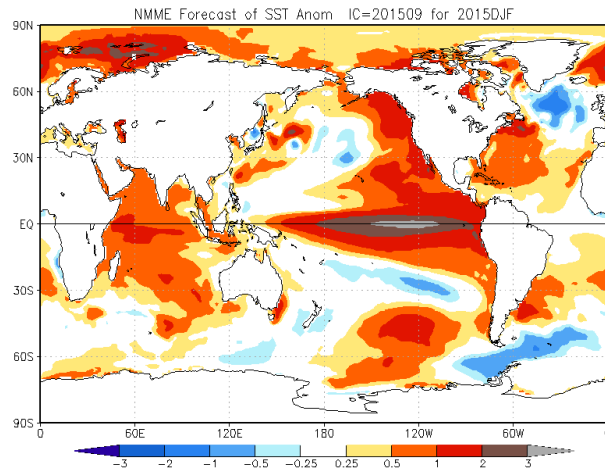 NMME Forecast of SST Anom IC=201509 for 2015DJF
90N
60N
30N
EQ
30S
60S
90S
0 60E 120E 180 120W 60W
-3 -2 -1 -0.5 -0.25 0.25 0.5 1 2 3